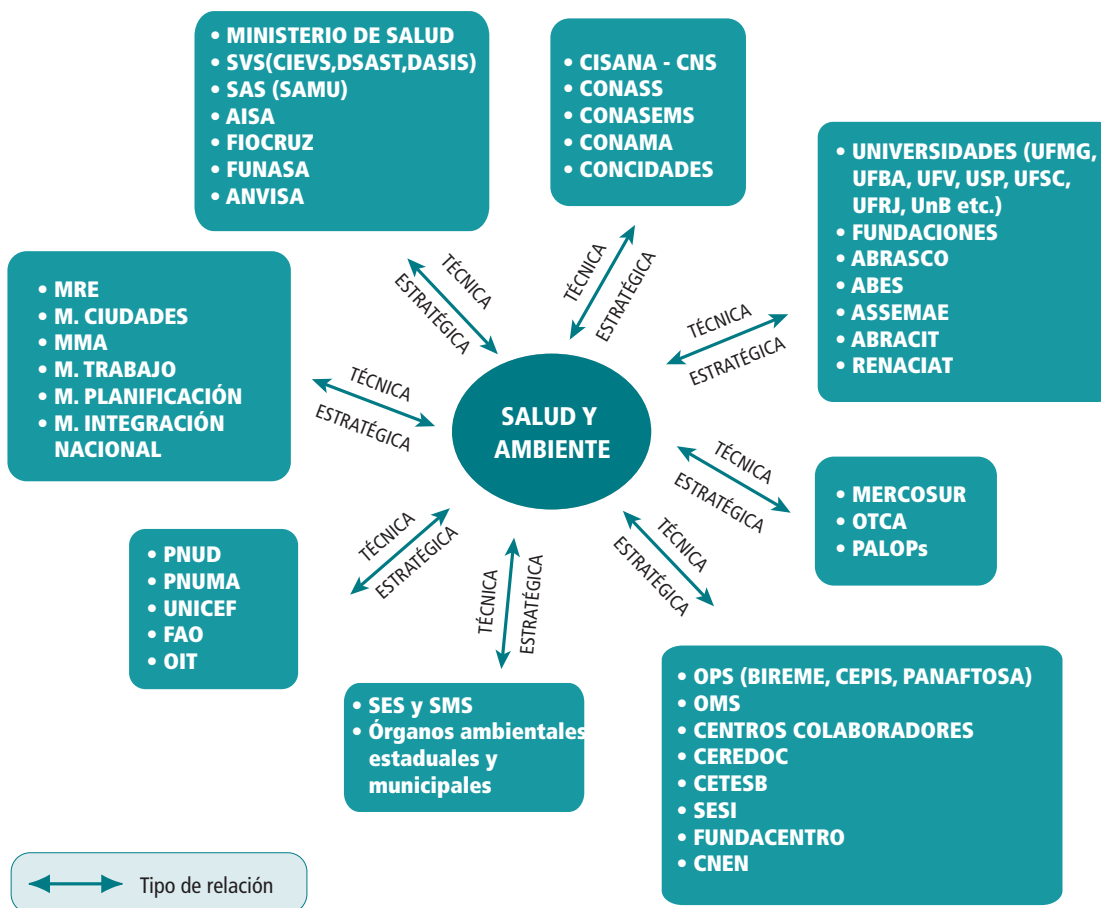 • MINISTERIO DE SALUD
• SVS(CIEVS,DSAST,DASIS)
• SAS (SAMU)
• AISA
• FIOCRUZ
• FUNASA
• ANVISA
• CISANA - CNS
• CONASS
• CONASEMS
• CONAMA
• CONCIDADES
• UNIVERSIDADES (UFMG,
UFBA, UFV, USP, UFSC,
UFRJ, UnB etc.)
• FUNDACIONES
• ABRASCO
• ABES
• ASSEMAE
• ABRACIT
• RENACIAT
• MRE
• M. CIUDADES
• MMA
• M. TRABAJO
• M. PLANIFICACIÓN
• M. INTEGRACIÓN
NACIONAL
TÉCNICA
ESTRATÉGICA
TÉCNICA
ESTRATÉGICA
TÉCNICA
ESTRATÉGICA
TÉCNICA
ESTRATÉGICA
SALUD Y
AMBIENTE
TÉCNICA
ESTRATÉGICA
TÉCNICA
ESTRATÉGICA
TÉCNICA
ESTRATÉGICA
TÉCNICA
ESTRATÉGICA
• MERCOSUR
• OTCA
• PALOPs
• PNUD
• PNUMA
• UNICEF
• FAO
• OIT
• SES y SMS
• Órganos ambientales
estaduales y
municipales
• OPS (BIREME, CEPIS, PANAFTOSA)
• OMS
• CENTROS COLABORADORES
• CEREDOC
• CETESB
• SESI
• FUNDACENTRO
• CNEN
Tipo de relación